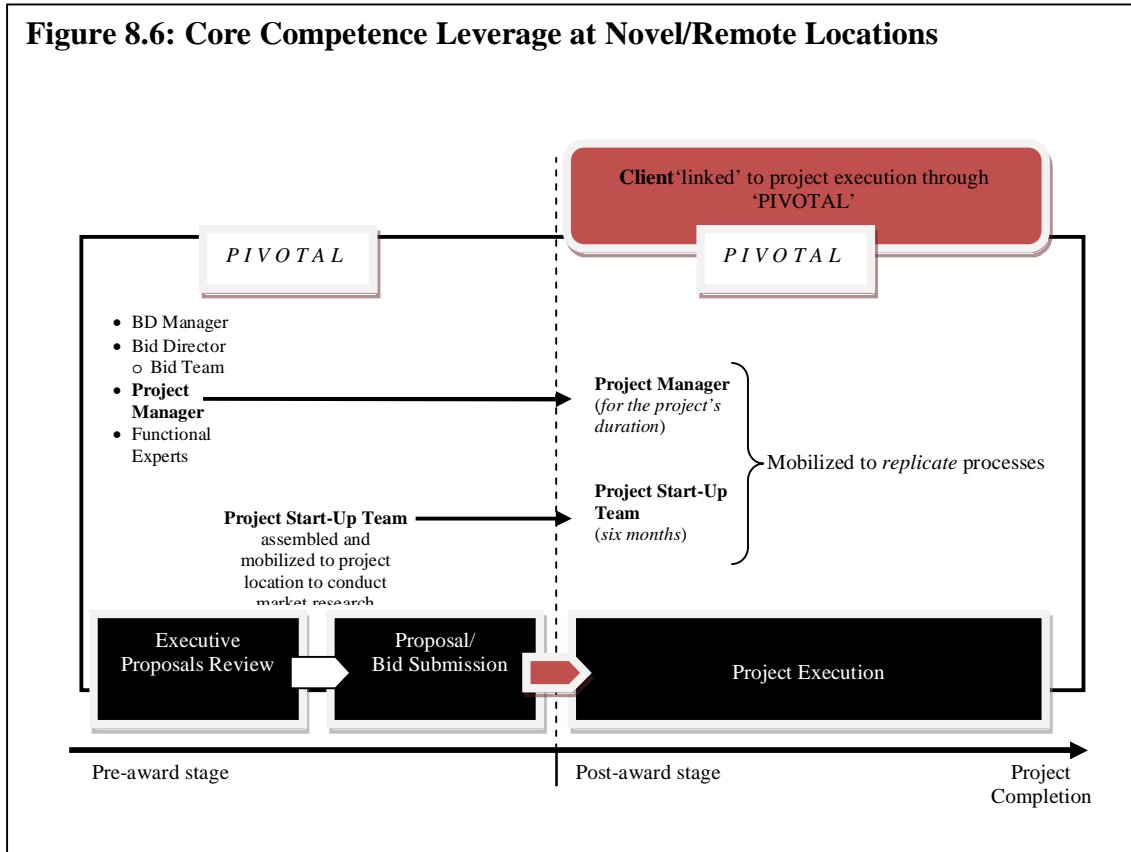 Figure 8.6: Core Competence Leverage at Novel/Remote Locations
Client‘linked’ to project execution through
‘PIVOTAL’
P I V O T A L
P I V O T A L
• BD Manager
• Bid Director
o Bid Team
• Project
Manager
• Functional
Experts
Project Manager
(for the project’s
duration)
Mobilized to replicate processes
Project Start-Up
Team
(six months)
Project Start-Up Team
assembled and
mobilized to project
location to conduct
market research
Executive
Proposals Review
Proposal/
Bid Submission
Project Execution
Pre-award stage
Post-award stage
Project
Completion